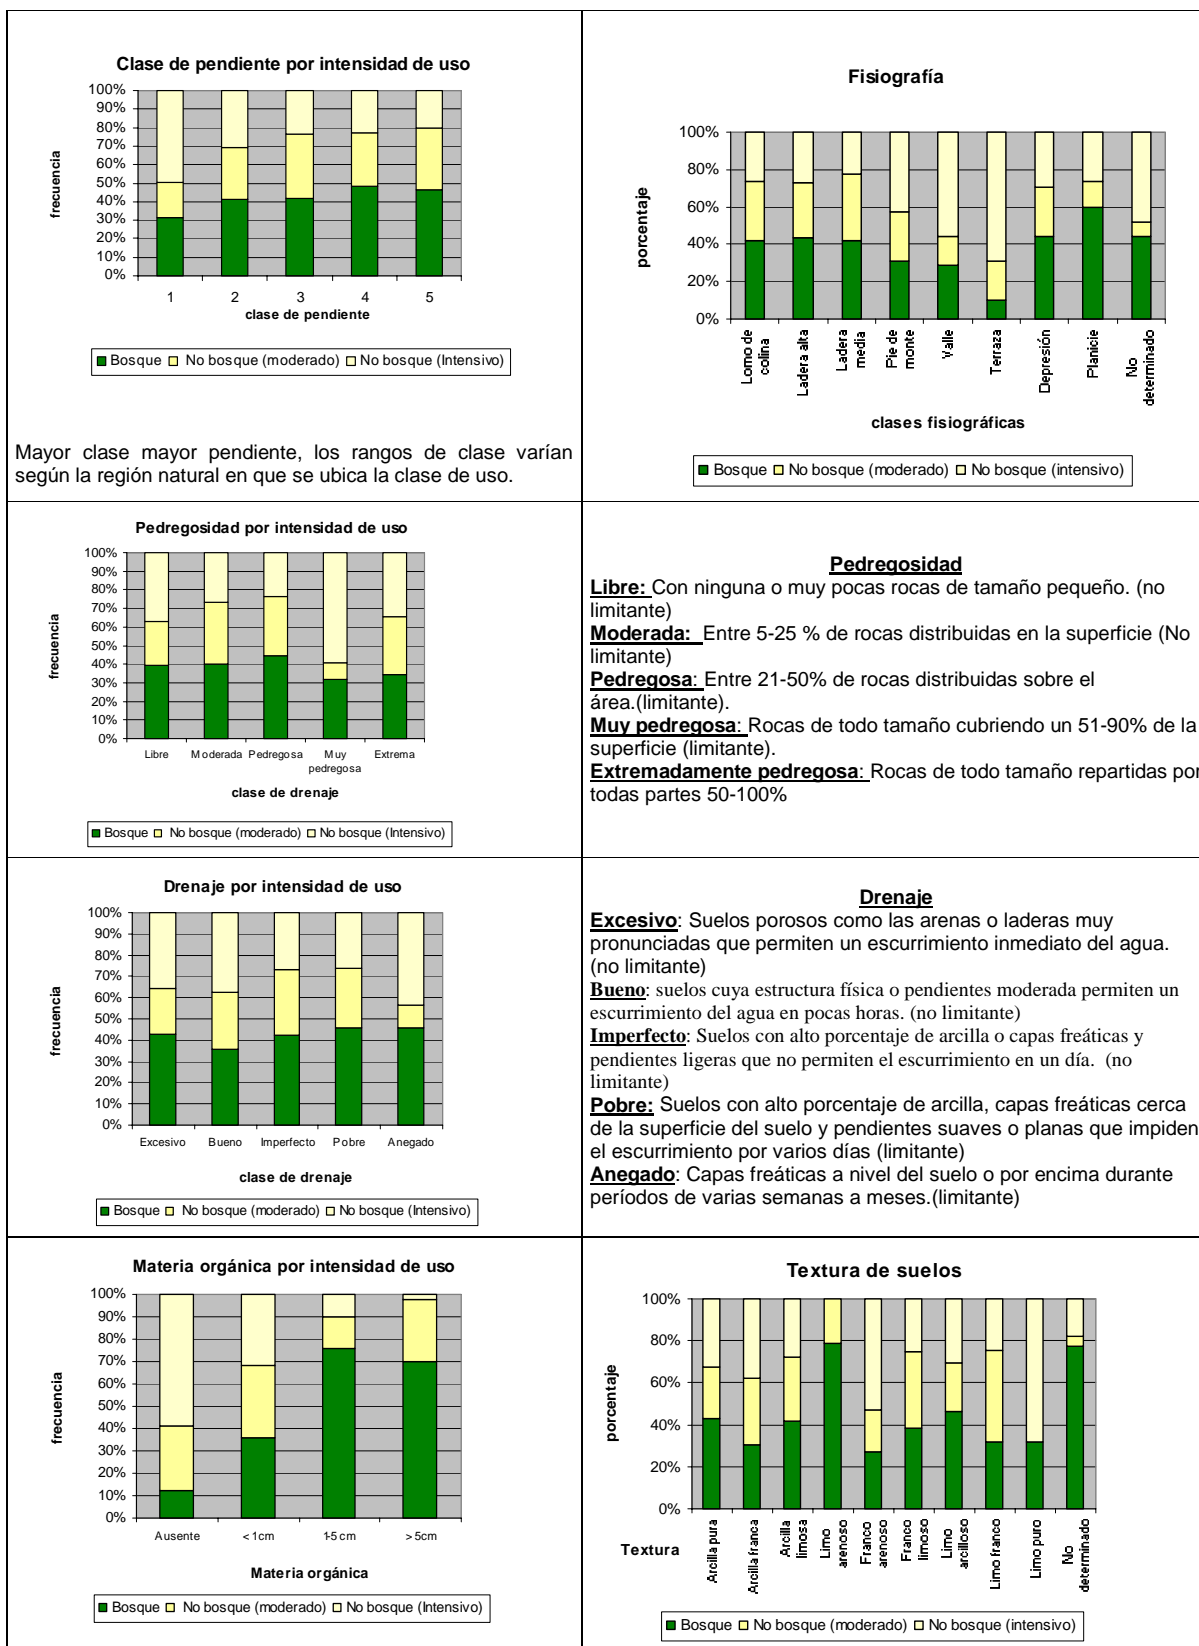 Clase de pendiente por intensidad de uso
100%
90%
80%
70%
60%
50%
40%
30%
20%
10%
0%
frecuencia
1 2 3 4 5
clase de pendiente
Bosque No bosque (moderado) No bosque (Intensivo)
Mayor clase mayor pendiente, los rangos de clase varían
según la región natural en que se ubica la clase de uso.
Fisiografía
100%
80%
60%
40%
20%
0%
porcentaje
Lomo de colina
Ladera alta
Ladera media
Pie de monte
Valle
Terraza
Depresión
Planicie
No determinado
clases fisiográficas
Bosque No bosque (moderado) No bosque (intensivo)
Pedregosidad por intensidad de uso
100%
90%
80%
70%
60%
50%
40%
30%
20%
10%
0%
frecuencia
Libre Moderada Pedregosa Muy pedregosa Extrema
clase de drenaje
Bosque No bosque (moderado) No bosque (Intensivo)
Pedregosidad
Libre: Con ninguna o muy pocas rocas de tamaño pequeño. (no
limitante)
Moderada: Entre 5-25 % de rocas distribuidas en la superficie (No
limitante)
Pedregosa: Entre 21-50% de rocas distribuidas sobre el
área.(limitante).
Muy pedregosa: Rocas de todo tamaño cubriendo un 51-90% de la
superficie (limitante).
Extremadamente pedregosa: Rocas de todo tamaño repartidas por
todas partes 50-100%
Drenaje por intensidad de uso
100%
90%
80%
70%
60%
50%
40%
30%
20%
10%
0%
frecuencia
Excesivo Bueno Imperfecto Pobre Anegado
clase de drenaje
Bosque No bosque (moderado) No bosque (Intensivo)
Drenaje
Excesivo: Suelos porosos como las arenas o laderas muy
pronunciadas que permiten un escurrimiento inmediato del agua.
(no limitante)
Bueno: suelos cuya estructura física o pendientes moderada permiten un
escurrimiento del agua en pocas horas. (no limitante)
Imperfecto: Suelos con alto porcentaje de arcilla o capas freáticas y
pendientes ligeras que no permiten el escurrimiento en un día. (no
limitante)
Pobre: Suelos con alto porcentaje de arcilla, capas freáticas cerca
de la superficie del suelo y pendientes suaves o planas que impiden
el escurrimiento por varios días (limitante)
Anegado: Capas freáticas a nivel del suelo o por encima durante
períodos de varias semanas a meses.(limitante)
Materia orgánica por intensidad de uso
100%
90%
80%
70%
60%
50%
40%
30%
20%
10%
0%
frecuencia
Ausente < 1cm 1-5 cm > 5cm
Materia orgánica
Bosque No bosque (moderado) No bosque (Intensivo)
Textura de suelos
100%
80%
60%
40%
20%
0%
porcentaje
Textura
Arcilla pura
Arcilla franca
Arcilla limosa
Limo arenoso
Franco arenoso
Franco limoso
Limo arcilloso
Limo franco
Limo puro
No determinado
Bosque No bosque (moderado) No bosque (intensivo)